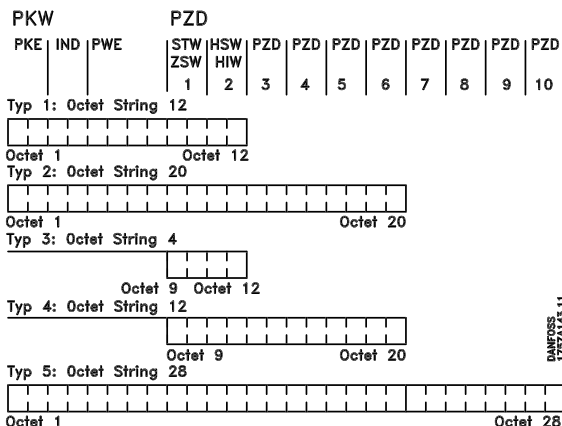 PKW PZD
PKE IND PWE STW HSW PZD PZD PZD PZD PZD PZD PZD PZD
ZSW HIW
1 2 3 4 5 6 7 8 9 10
Typ 1: Octet String 12
Octet 1 Octet 12
Typ 2: Octet String 20
Octet 1 Octet 20
Typ 3: Octet String 4
Octet 9 Octet 12
Typ 4: Octet String 12
Octet 9 Octet 20
DANFOSS
Typ 5: Octet String 28
Octet 1 Octet 28